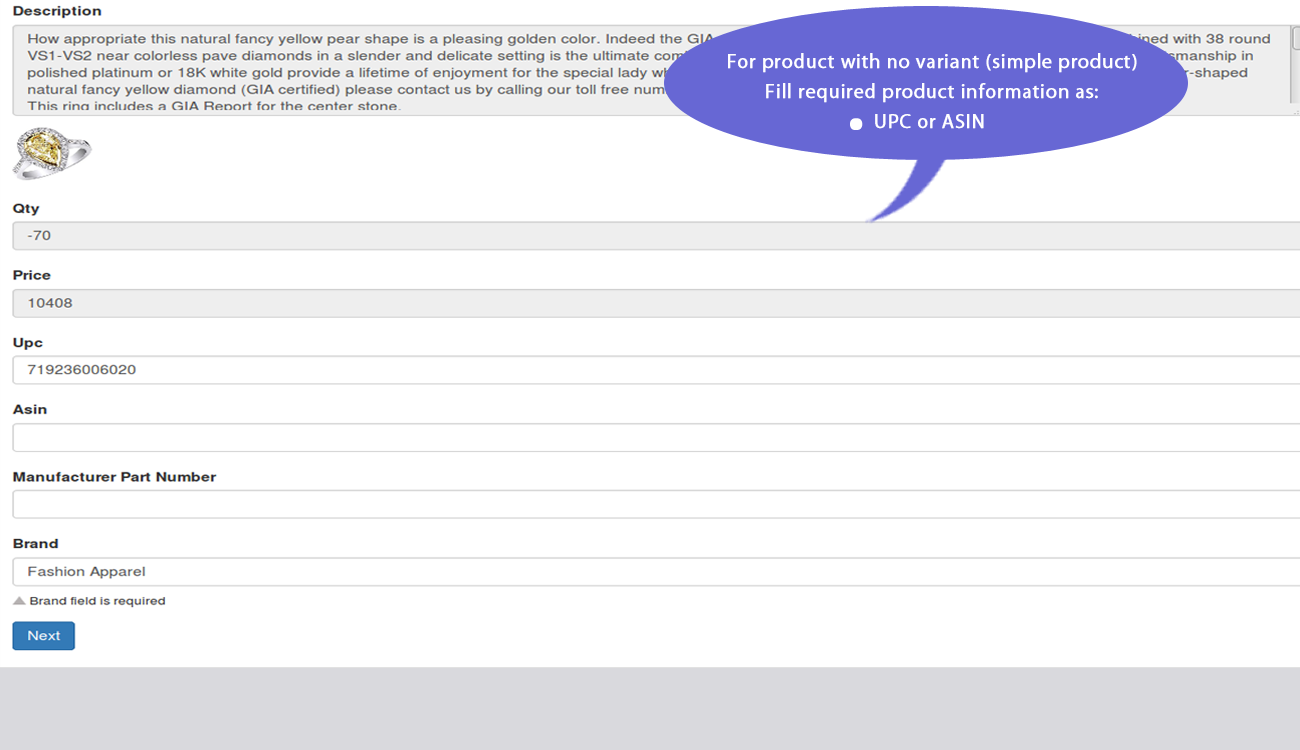 Description
How appropriate this natural fancy yellow pear shape is a pleasing golden color. Indeed the GIA
ined with 38 round
VS1-VS2 near colorless pave diamonds in a slender and delicate setting is the ultimate com
smanship in
polished platinum or 18K white gold provide a lifetime of enjoyment for the special lady wh
r-shaped
natural fancy yellow diamond (GIA certified) please contact us by calling our toll free num
This ring includes a GIA Report for the center stone.
For product with no variant (simple product)
Fill required product information as:
● UPC or ASIN
Qty
-70
Price
10408
Upc
719236006020
Asin
Manufacturer Part Number
Brand
Fashion Apparel
Brand field is required
Next